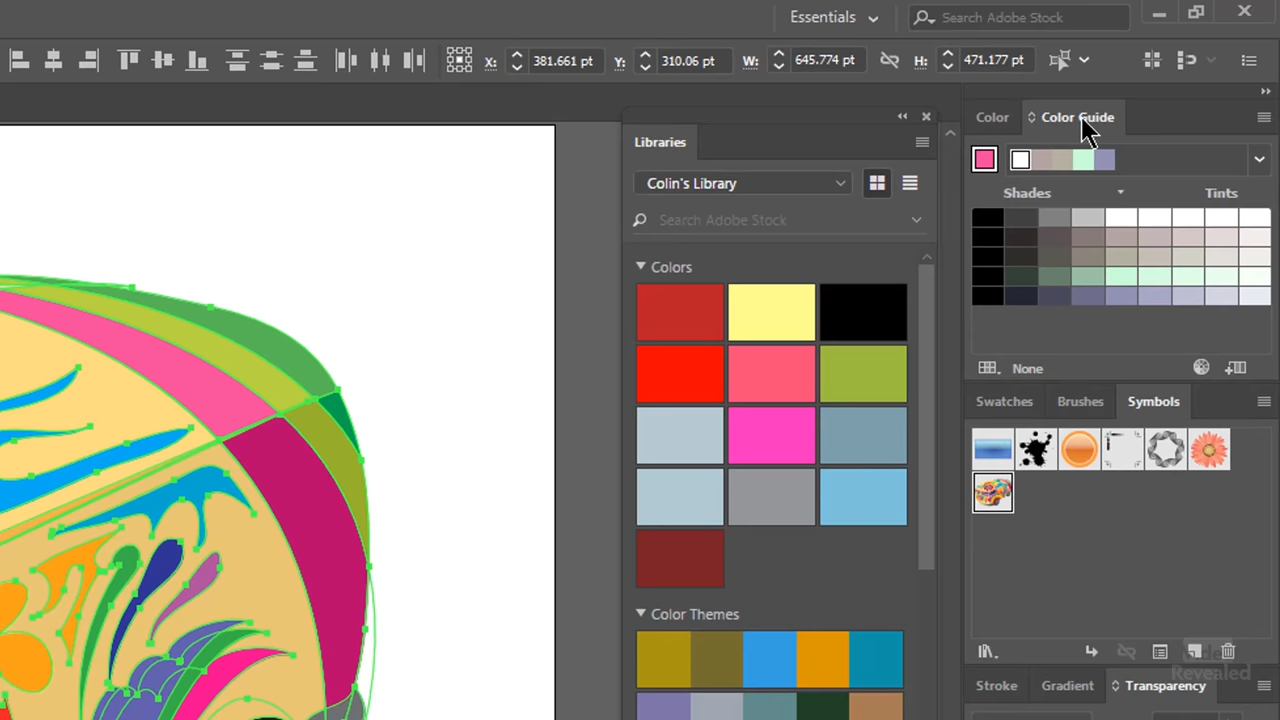 Essentials
Search Adobe Stock
X: 381.661 pt Y: 310.06 pt W: 645.774 pt H: 471.177 pt
Color Color Guide
Libraries
Colin's Library
Search Adobe Stock
Colors
Color Themes
Shades Tints
None
Swatches Brushes Symbols
Revealed
Stroke Gradient Transparency